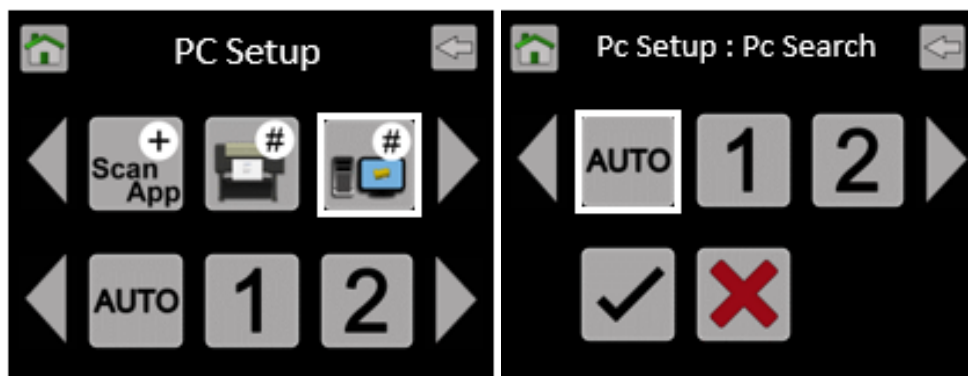 PC Setup
+
Scan
App
#
#
AUTO
1
2
Pc Setup : Pc Search
AUTO
1
2